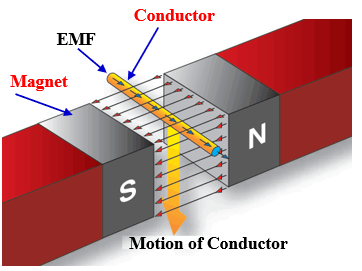 Conductor
EMF
Magnet
N
S
Motion of Conductor